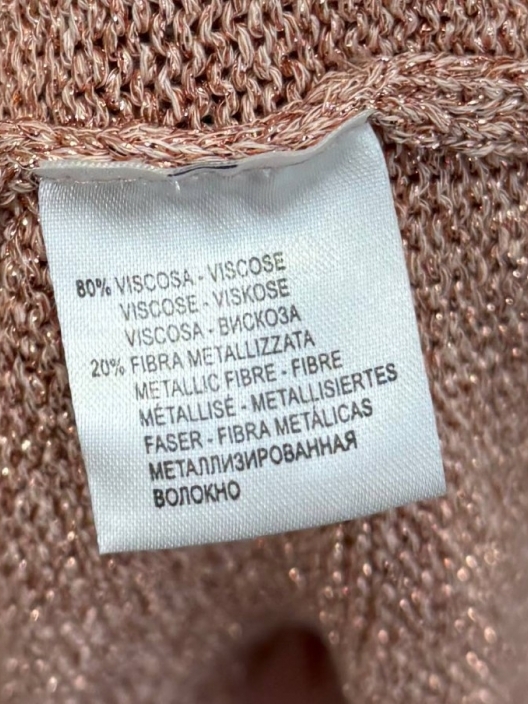 80% VISCOSA - VISCOSE
VISCOSE - VISKOSE
VISCOSA - ВИСКОЗА
20% FIBRA METALLIZZATA
METALLIC FIBRE - FIBRE
MÉTALLISÉ - METALLISIERTES
FASER - FIBRA METÁLICAS
МЕТАЛЛИЗИРОВАННАЯ
ВОЛОКНО